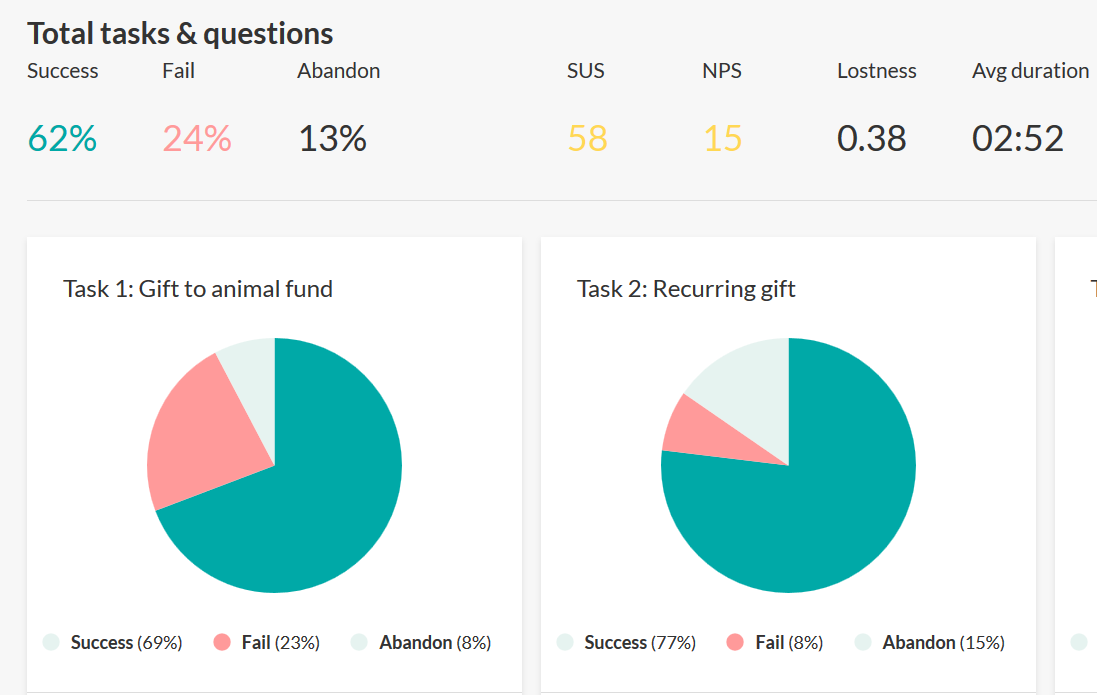 Total tasks & questions
Success Fail Abandon SUS NPS Lostness Avg duration
62% 24% 13% 58 15 0.38 02:52
Task 1: Gift to animal fund
Success (69%) Fail (23%) Abandon (8%)
Task 2: Recurring gift
Success (77%) Fail (8%) Abandon (15%)